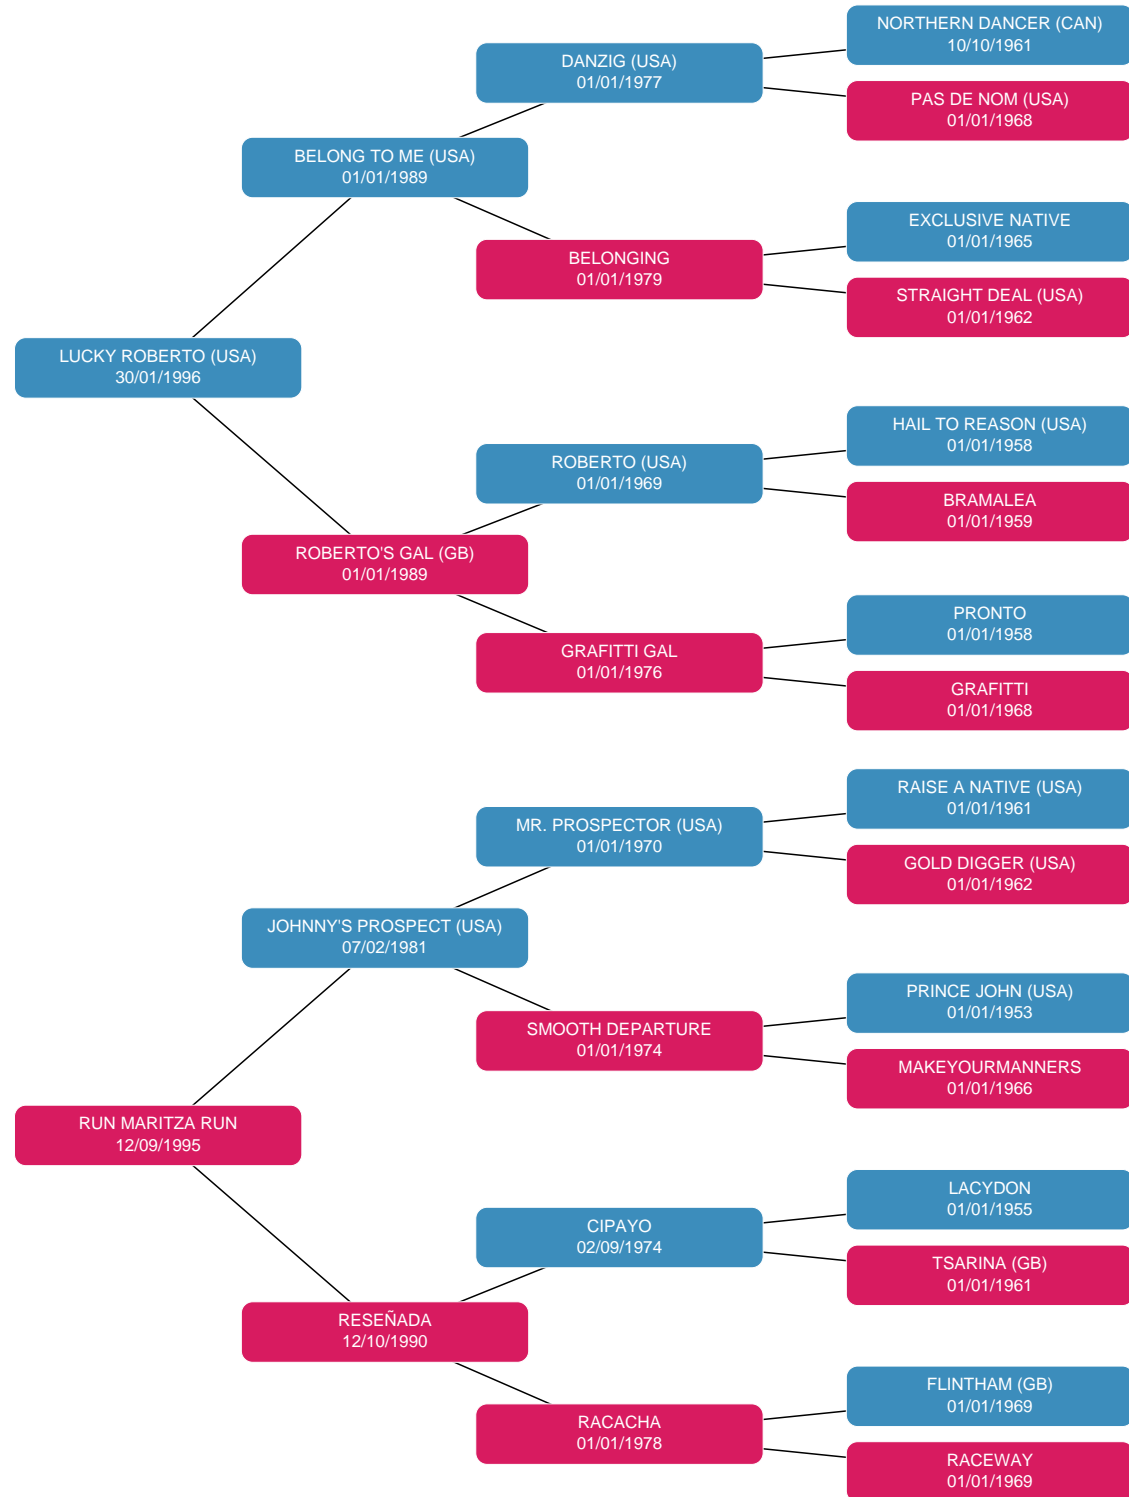 NORTHERN DANCER (CAN)
10/10/1961
DANZIG (USA)
01/01/1977
PAS DE NOM (USA)
01/01/1968
BELONG TO ME (USA)
01/01/1989
EXCLUSIVE NATIVE
01/01/1965
BELONGING
01/01/1979
STRAIGHT DEAL (USA)
01/01/1962
LUCKY ROBERTO (USA)
30/01/1996
HAIL TO REASON (USA)
01/01/1958
ROBERTO (USA)
01/01/1969
BRAMALEA
01/01/1959
ROBERTO'S GAL (GB)
01/01/1989
PRONTO
01/01/1958
GRAFITTI GAL
01/01/1976
GRAFITTI
01/01/1968
RAISE A NATIVE (USA)
01/01/1961
MR. PROSPECTOR (USA)
01/01/1970
GOLD DIGGER (USA)
01/01/1962
JOHNNY'S PROSPECT (USA)
07/02/1981
PRINCE JOHN (USA)
01/01/1953
SMOOTH DEPARTURE
01/01/1974
MAKEYOURMANNERS
01/01/1966
RUN MARITZA RUN
12/09/1995
LACYDON
01/01/1955
CIPAYO
02/09/1974
TSARINA (GB)
01/01/1961
RESEÑADA
12/10/1990
FLINTHAM (GB)
01/01/1969
RACACHA
01/01/1978
RACEWAY
01/01/1969